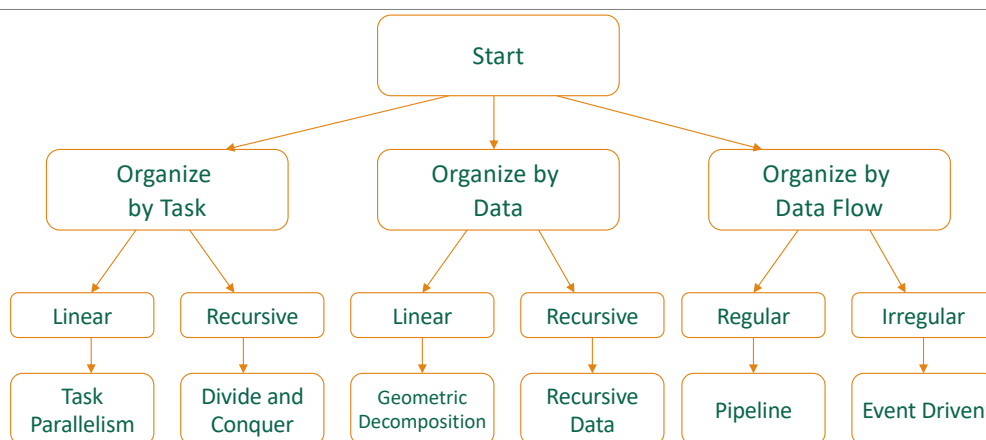 Start
Organize
by Task
Organize by
Data
Organize by
Data Flow
Linear
Recursive
Linear
Recursive
Regular
Irregular
Task
Parallelism
Divide and
Conquer
Geometric
Decomposition
Recursive
Data
Pipeline
Event Driven